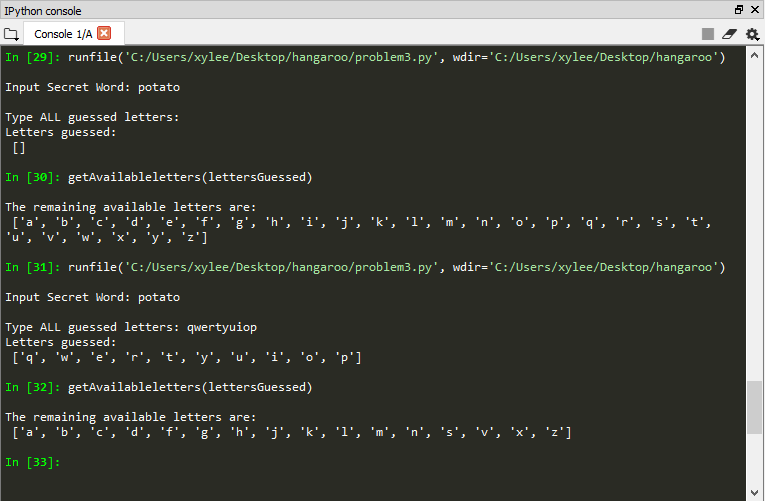 IPython console
Console 1/A
In [29]: runfile('C:/Users/xylee/Desktop/hangaroo/problem3.py', wdir='C:/Users/xylee/Desktop/hangaroo')
Input Secret Word: potato
Type ALL guessed letters:
Letters guessed:
[]
In [30]: getAvailableletters(lettersGuessed)
The remaining available letters are:
['a', 'b', 'c', 'd', 'e', 'f', 'g', 'h', 'i', 'j', 'k', 'l', 'm', 'n', 'o', 'p', 'q', 'r', 's', 't',
'u', 'v', 'w', 'x', 'y', 'z']
In [31]: runfile('C:/Users/xylee/Desktop/hangaroo/problem3.py', wdir='C:/Users/xylee/Desktop/hangaroo')
Input Secret Word: potato
Type ALL guessed letters: qwertyuiop
Letters guessed:
['q', 'w', 'e', 'r', 't', 'y', 'u', 'i', 'o', 'p']
In [32]: getAvailableletters(lettersGuessed)
The remaining available letters are:
['a', 'b', 'c', 'd', 'f', 'g', 'h', 'j', 'k', 'l', 'm', 'n', 's', 'v', 'x', 'z']
In [33]: